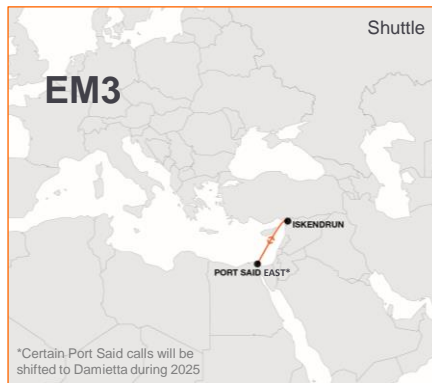 Shuttle
EM3
ISKENDRUN
PORT SAID EAST*
*Certain Port Said calls will be
shifted to Damietta during 2025